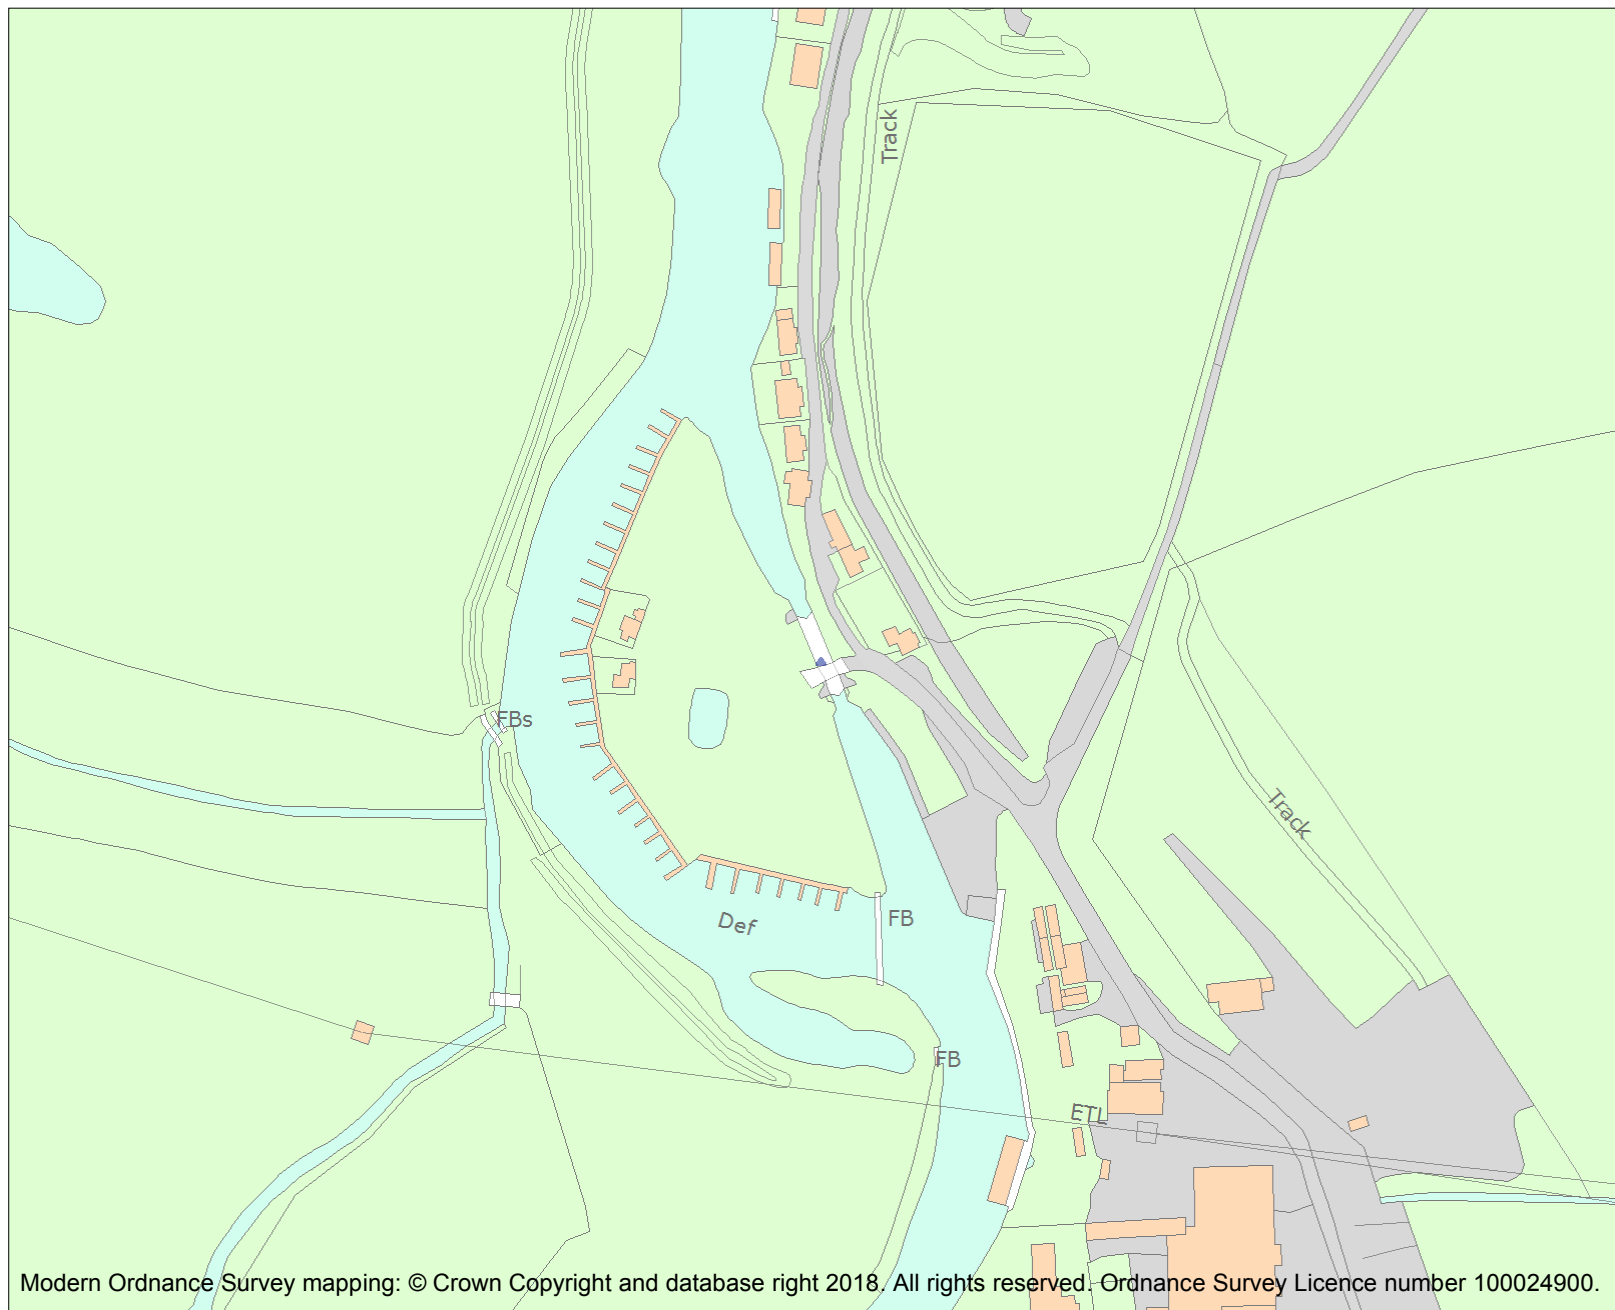 Track
FBs
Track
Def
FB
FB
ETL
Modern Ordnance Survey mapping: © Crown Copyright and database right 2018. All rights reserved. Ordnance Survey Licence number 100024900.